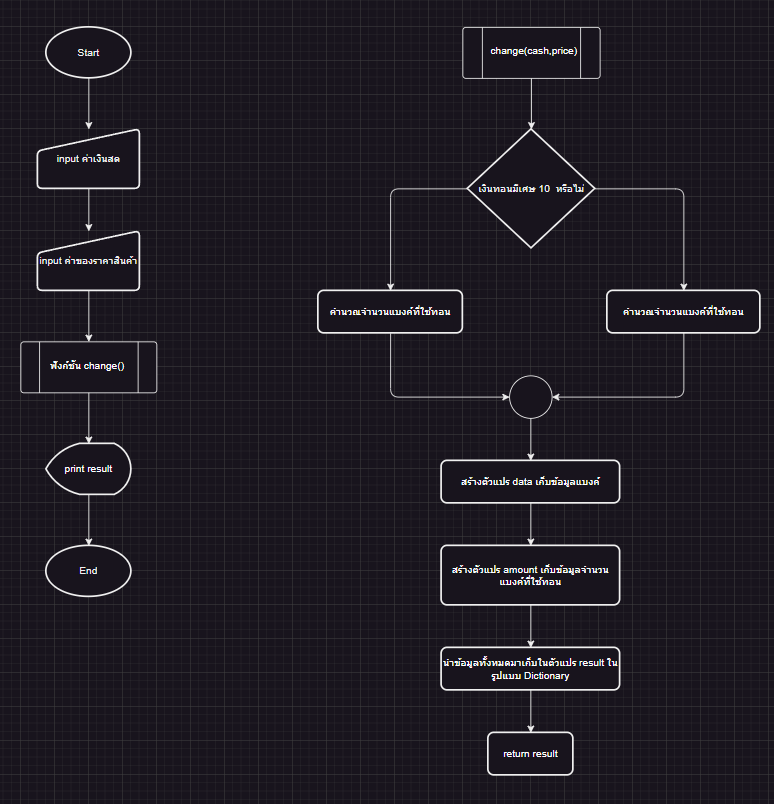 Start
input ค่าเงินสด
input ค่าของราคาสินค้า
ฟังก์ชัน change()
print result
End
change(cash,price)
เงินทอนมีเศษ 10 หรือไม่
คำนวณจำนวนแบงค์ที่ใช้ทอน
คำนวณจำนวนแบงค์ที่ใช้ทอน
สร้างตัวแปร data เก็บข้อมูลแบงค์
สร้างตัวแปร amount เก็บข้อมูลจำนวน
แบงค์ที่ใช้ทอน
นำข้อมูลทั้งหมดมาเก็บในตัวแปร result ใน
รูปแบบ Dictionary
return result